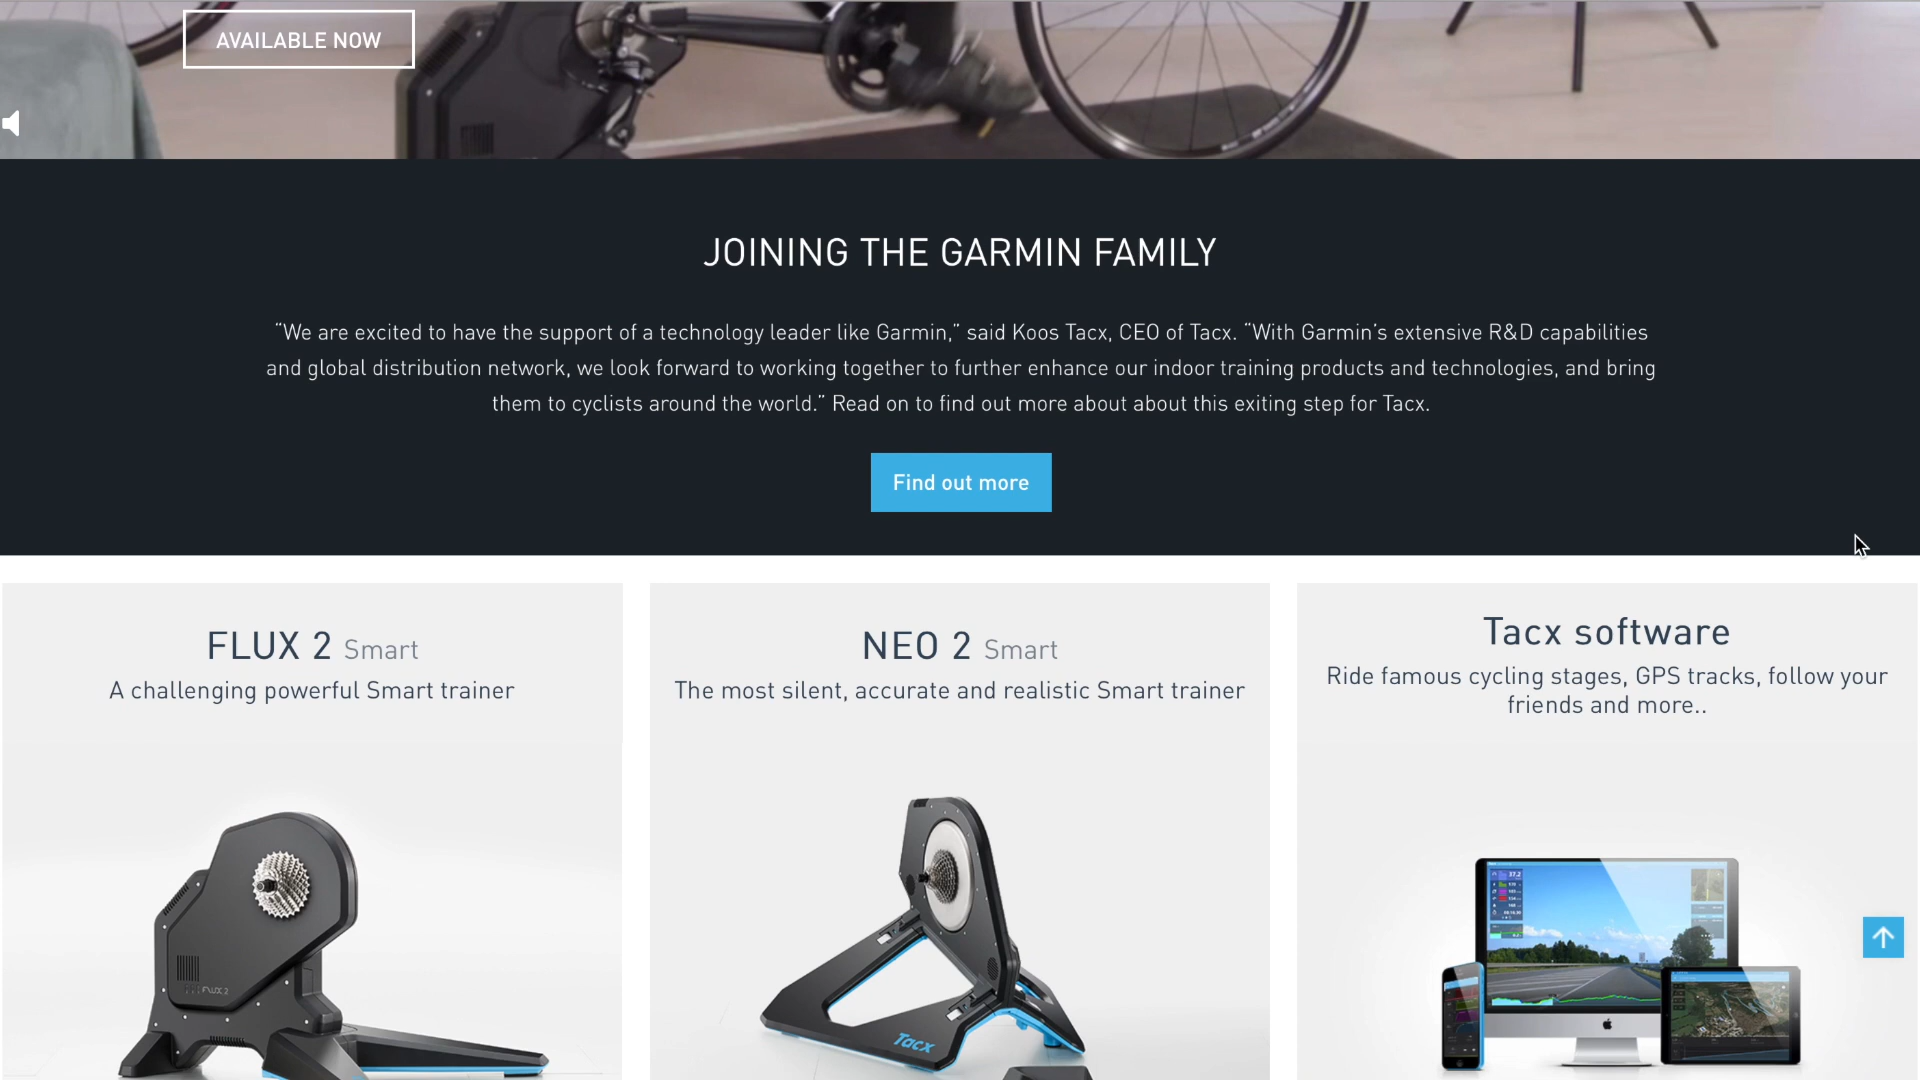 AVAILABLE NOW
JOINING THE GARMIN FAMILY
“We are excited to have the support of a technology leader like Garmin,” said Koos Tacx, CEO of Tacx. “With Garmin’s extensive R&D capabilities
and global distribution network, we look forward to working together to further enhance our indoor training products and technologies, and bring
them to cyclists around the world.” Read on to find out more about about this exiting step for Tacx.
Find out more
FLUX 2 Smart
A challenging powerful Smart trainer
NEO 2 Smart
The most silent, accurate and realistic Smart trainer
Tacx software
Ride famous cycling stages, GPS tracks, follow your
friends and more..
FLUX 2
Tacx
37.2